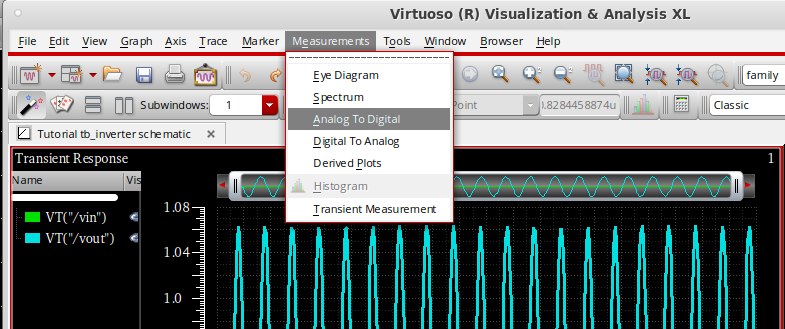 Virtuoso (R) Visualization & Analysis XL
File Edit View Graph Axis Trace Marker Measurements Tools Window Browser Help
family
Subwindows: 1
Point
0.8284458874u
Classic
Eye Diagram
Spectrum
Analog To Digital
Digital To Analog
Derived Plots
Histogram
Transient Measurement
Tutorial tb_inverter schematic
Transient Response
1
Name
Vis
VT("/vin")
VT("/vout")
1.08
1.04
1.0